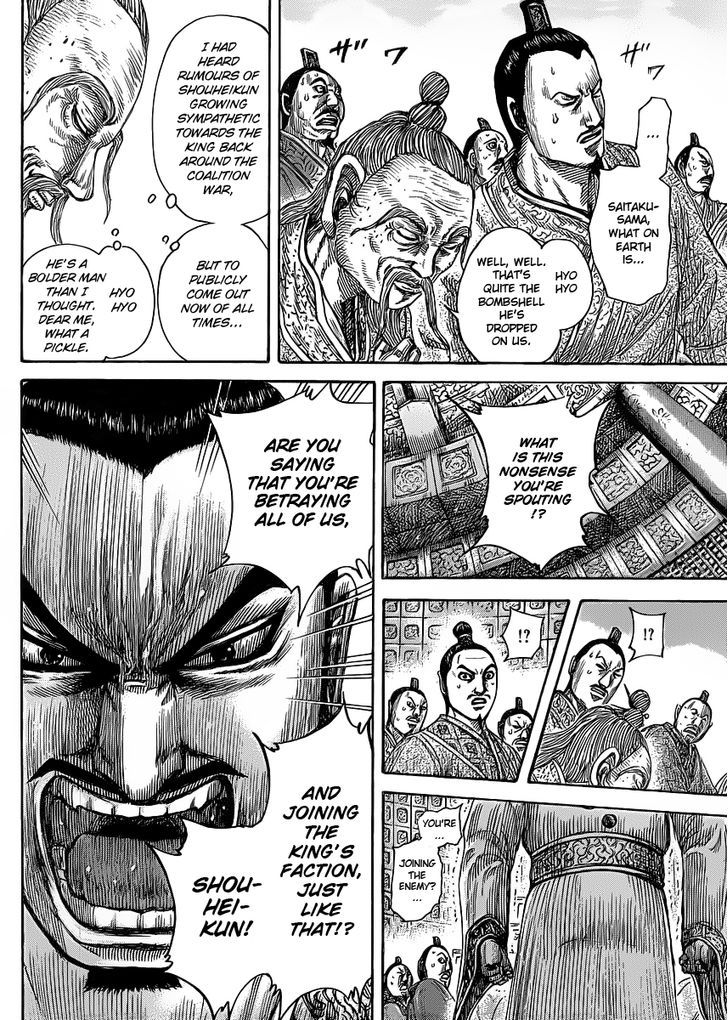 ザ"
ザ"
ッ
...
SAITAKU-
SAMA,
WHAT ON
EARTH
IS...
WELL, WELL.
THAT'S
QUITE THE
BOMBSHELL
HE'S
DROPPED
ON US.
HYO
HYO
I HAD
HEARD
RUMOURS OF
SHOUHEIKUN
GROWING
SYMPATHETIC
TOWARDS THE
KING BACK
AROUND THE
COALITION
WAR,
BUT TO
PUBLICLY
COME OUT
NOW OF ALL
TIMES...
HE'S A
BOLDER MAN
THAN I
THOUGHT.
DEAR ME,
WHAT A
PICKLE.
HYO
HYO
WHAT
IS THIS
NONSENSE
YOU'RE
SPOUTING
!?
ARE YOU
SAYING
THAT YOU'RE
BETRAYING
ALL OF US,
AND
JOINING
THE
KING'S
FACTION,
JUST
LIKE
THAT!?
SHOU-
HEI-
KUN!
!?
!?
YOU'RE
...
JOINING
THE
ENEMY?
...